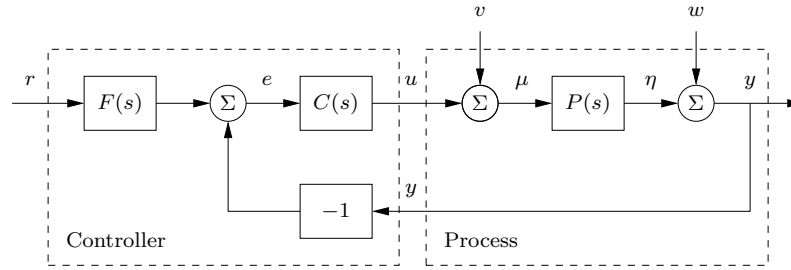 v w
r F(s) Σ e C(s) u Σ μ P(s) η Σ y
−1 y
Controller Process